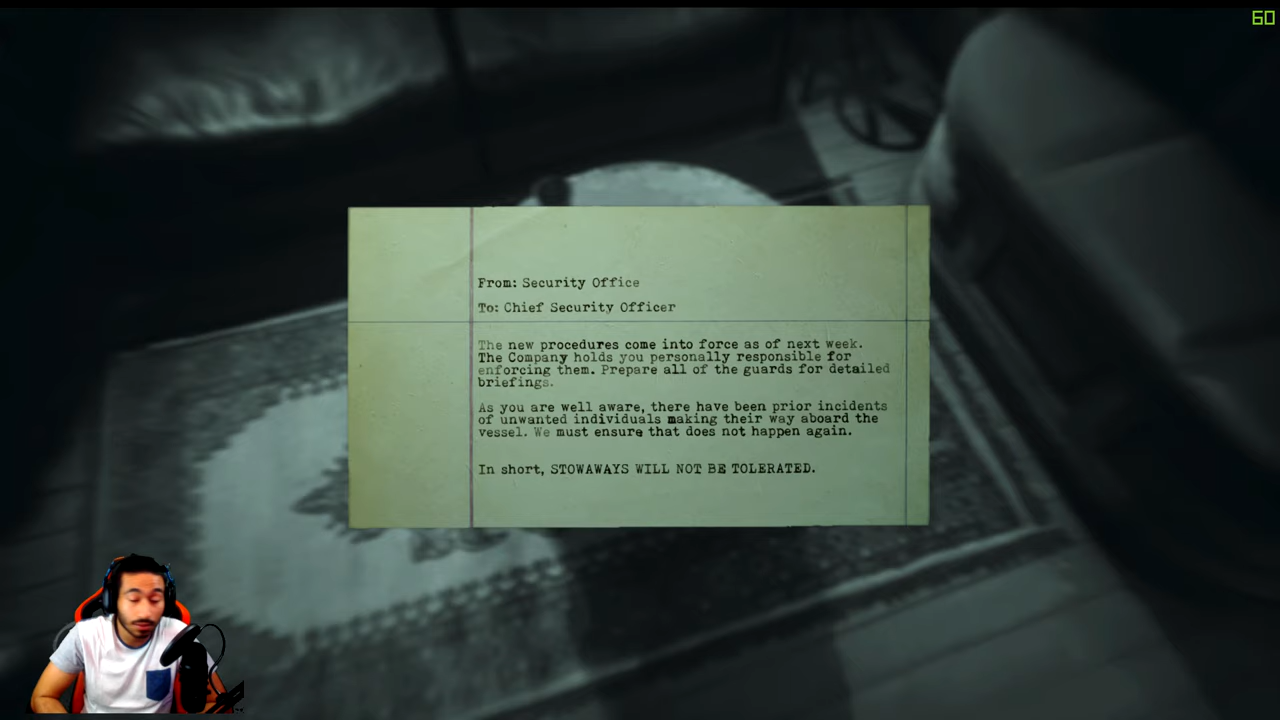 60
From: Security Office
To: Chief Security Officer
The new procedures come into force as of next week.
The Company holds you personally responsible for
enforcing them. Prepare all of the guards for detailed
briefings.
As you are well aware, there have been prior incidents
of unwanted individuals making their way aboard the
vessel. We must ensure that does not happen again.
In short, STOWAWAYS WILL NOT BE TOLERATED.